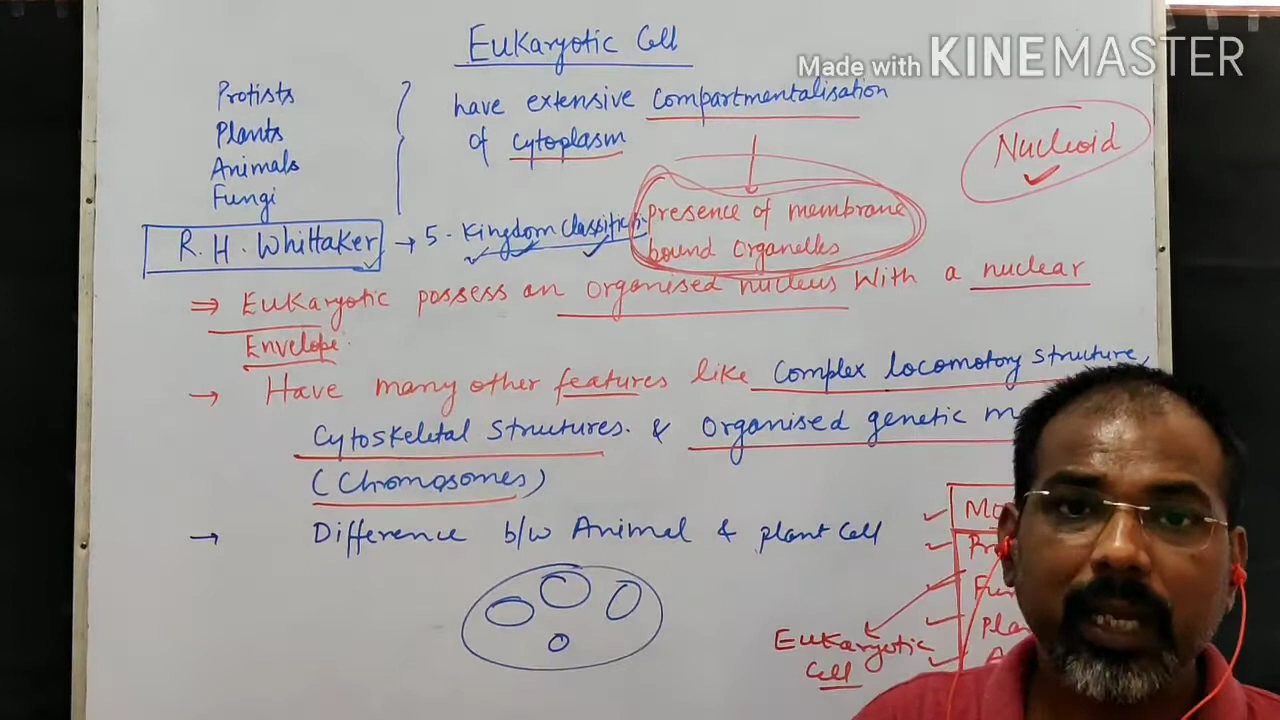 Eukaryotic Cell
Made with KINEMASTER
Protists
Plants
Animals
Fungi
have extensive compartmentalisation
of cytoplasm
Nucleoid
presence of membrane
bound organelles
R. H. Whittaker → 5 - Kingdom
⇒ Eukaryotic possess an organised nucleus with a nuclear
Envelope
→ Have many other features like Complex locomotory structure,
Cytoskeletal Structures. & Organised genetic
(Chromosomes)
→ Difference b/w Animal & plant Cell
Eukaryotic
Cell